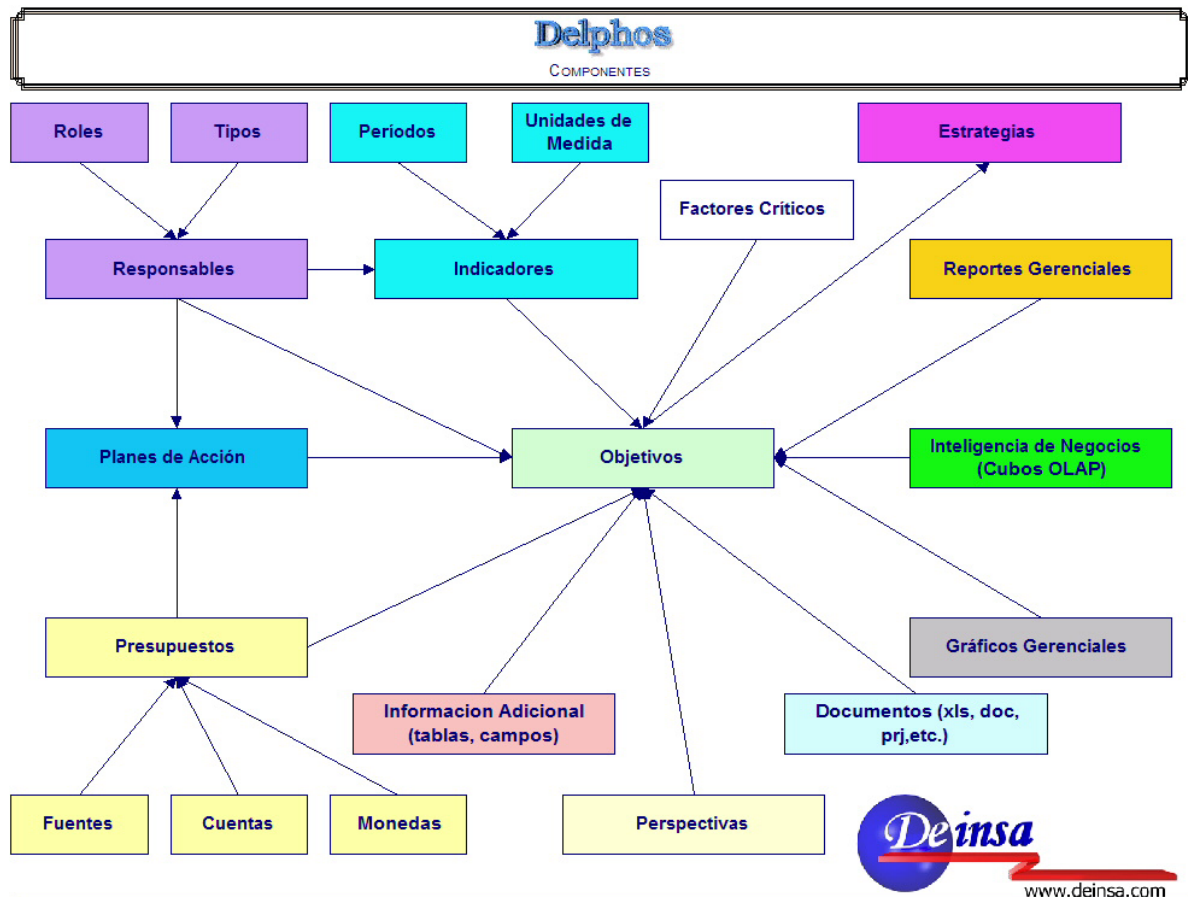 Delphos
COMPONENTES
Roles
Tipos
Períodos
Unidades de
Medida
Estrategias
Factores Críticos
Responsables
Indicadores
Reportes Gerenciales
Planes de Acción
Objetivos
Inteligencia de Negocios
(Cubos OLAP)
Presupuestos
Gráficos Gerenciales
Informacion Adicional
(tablas, campos)
Documentos (xls, doc,
prj,etc.)
Fuentes
Cuentas
Monedas
Perspectivas
Deinsa
www.deinsa.com